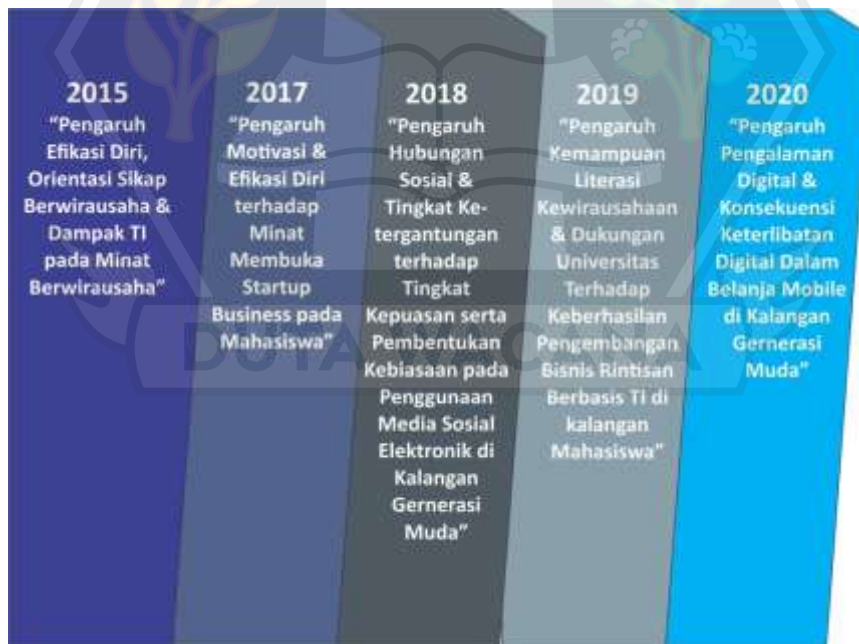 2015
"Pengaruh
Efikasi Diri,
Orientasi Sikap
Berwirausaha &
Dampak TI
pada Minat
Berwirausaha"
2017
"Pengaruh
Motivasi &
Efikasi Diri
terhadap
Minat
Membuka
Startup
Business pada
Mahasiswa"
2018
"Pengaruh
Hubungan
Sosial &
Tingkat Ke-
tergantungan
terhadap
Tingkat
Kepuasan serta
Pembentukan
Kebiasaan pada
Penggunaan
Media Sosial
Elektronik di
Kalangan
Gernerasi
Muda"
2019
"Pengaruh
Kemampuan
Literasi
Kewirausahaan
& Dukungan
Universitas
Terhadap
Keberhasilan
Pengembangan
Bisnis Rintisan
Berbasis TI di
kalangan
Mahasiswa"
2020
"Pengaruh
Pengalaman
Digital &
Konsekuensi
Keterlibatan
Digital Dalam
Belanja Mobile
di Kalangan
Gernerasi
Muda"
DUTA WACANA